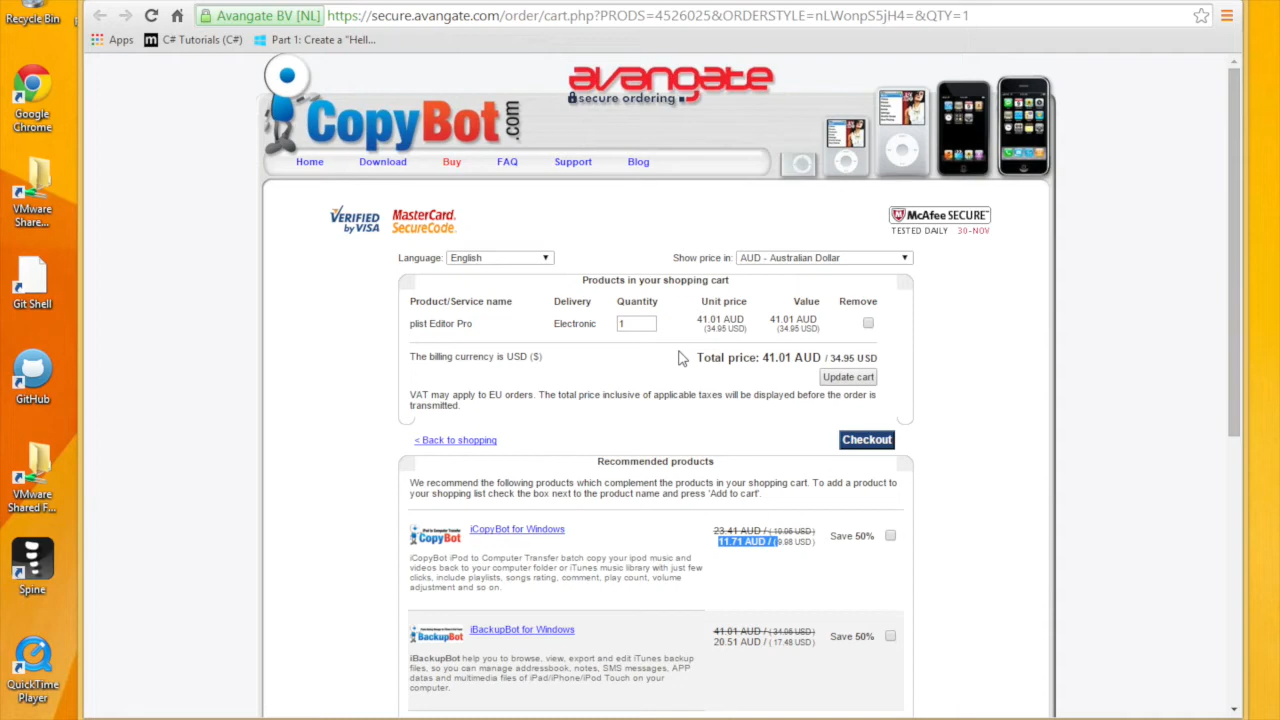 Recycle Bin
Avangate BV [NL]
https://secure.avangate.com/order/cart.php?PRODS=4526025&ORDERSTYLE=nLWonpS5jH4=&QTY=1
Apps
C# Tutorials (C#)
Part 1: Create a "Hell...
Google Chrome
VMware Share...
Git Shell
GitHub
VMware Shared F...
Spine
QuickTime Player
CopyBot.com
avangate
secure ordering
Home Download Buy FAQ Support Blog
VERIFIED by VISA
MasterCard. SecureCode.
McAfee SECURE™
TESTED DAILY 30-NOV
Language: English
Show price in: AUD - Australian Dollar
Products in your shopping cart
Product/Service name Delivery Quantity Unit price Value Remove
plist Editor Pro Electronic 1 41.01 AUD 41.01 AUD
(34.95 USD) (34.95 USD)
The billing currency is USD ($)
Total price: 41.01 AUD / 34.95 USD
Update cart
VAT may apply to EU orders. The total price inclusive of applicable taxes will be displayed before the order is
transmitted.
< Back to shopping
Checkout
Recommended products
We recommend the following products which complement the products in your shopping cart. To add a product to
your shopping list check the box next to the product name and press 'Add to cart'.
CopyBot
iCopyBot for Windows
23.41 AUD / ( 19.95 USD )
11.71 AUD / ( 9.98 USD )
Save 50%
iCopyBot iPod to Computer Transfer batch copy your ipod music and
videos back to your computer folder or iTunes music library with just few
clicks, include playlists, songs rating, comment, play count, volume
adjustment and so on.
BackupBot
iBackupBot for Windows
41.01 AUD / ( 34.95 USD )
20.51 AUD / ( 17.48 USD )
Save 50%
iBackupBot help you to browse, view, export and edit iTunes backup
files, so you can manage addressbook, notes, SMS messages, APP
datas and multimedia files of iPad/iPhone/iPod Touch on your
computer.